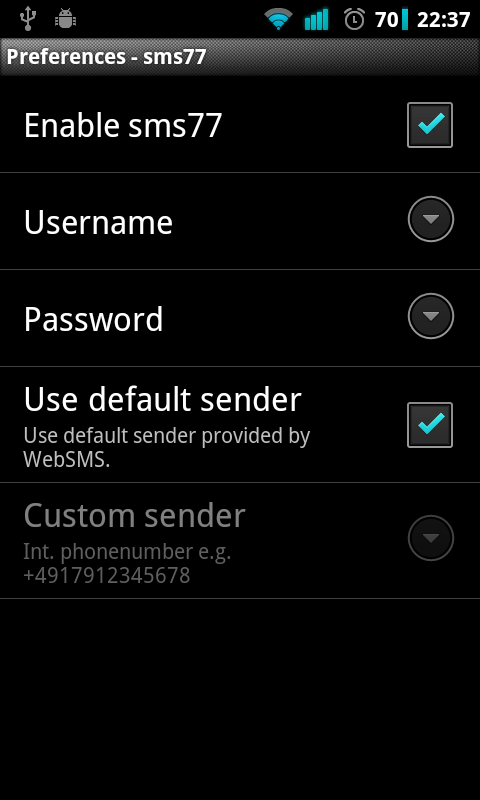 70 22:37
Preferences - sms77
Enable sms77
Username
Password
Use default sender
Use default sender provided by
WebSMS.
Custom sender
Int. phonenumber e.g.
+4917912345678